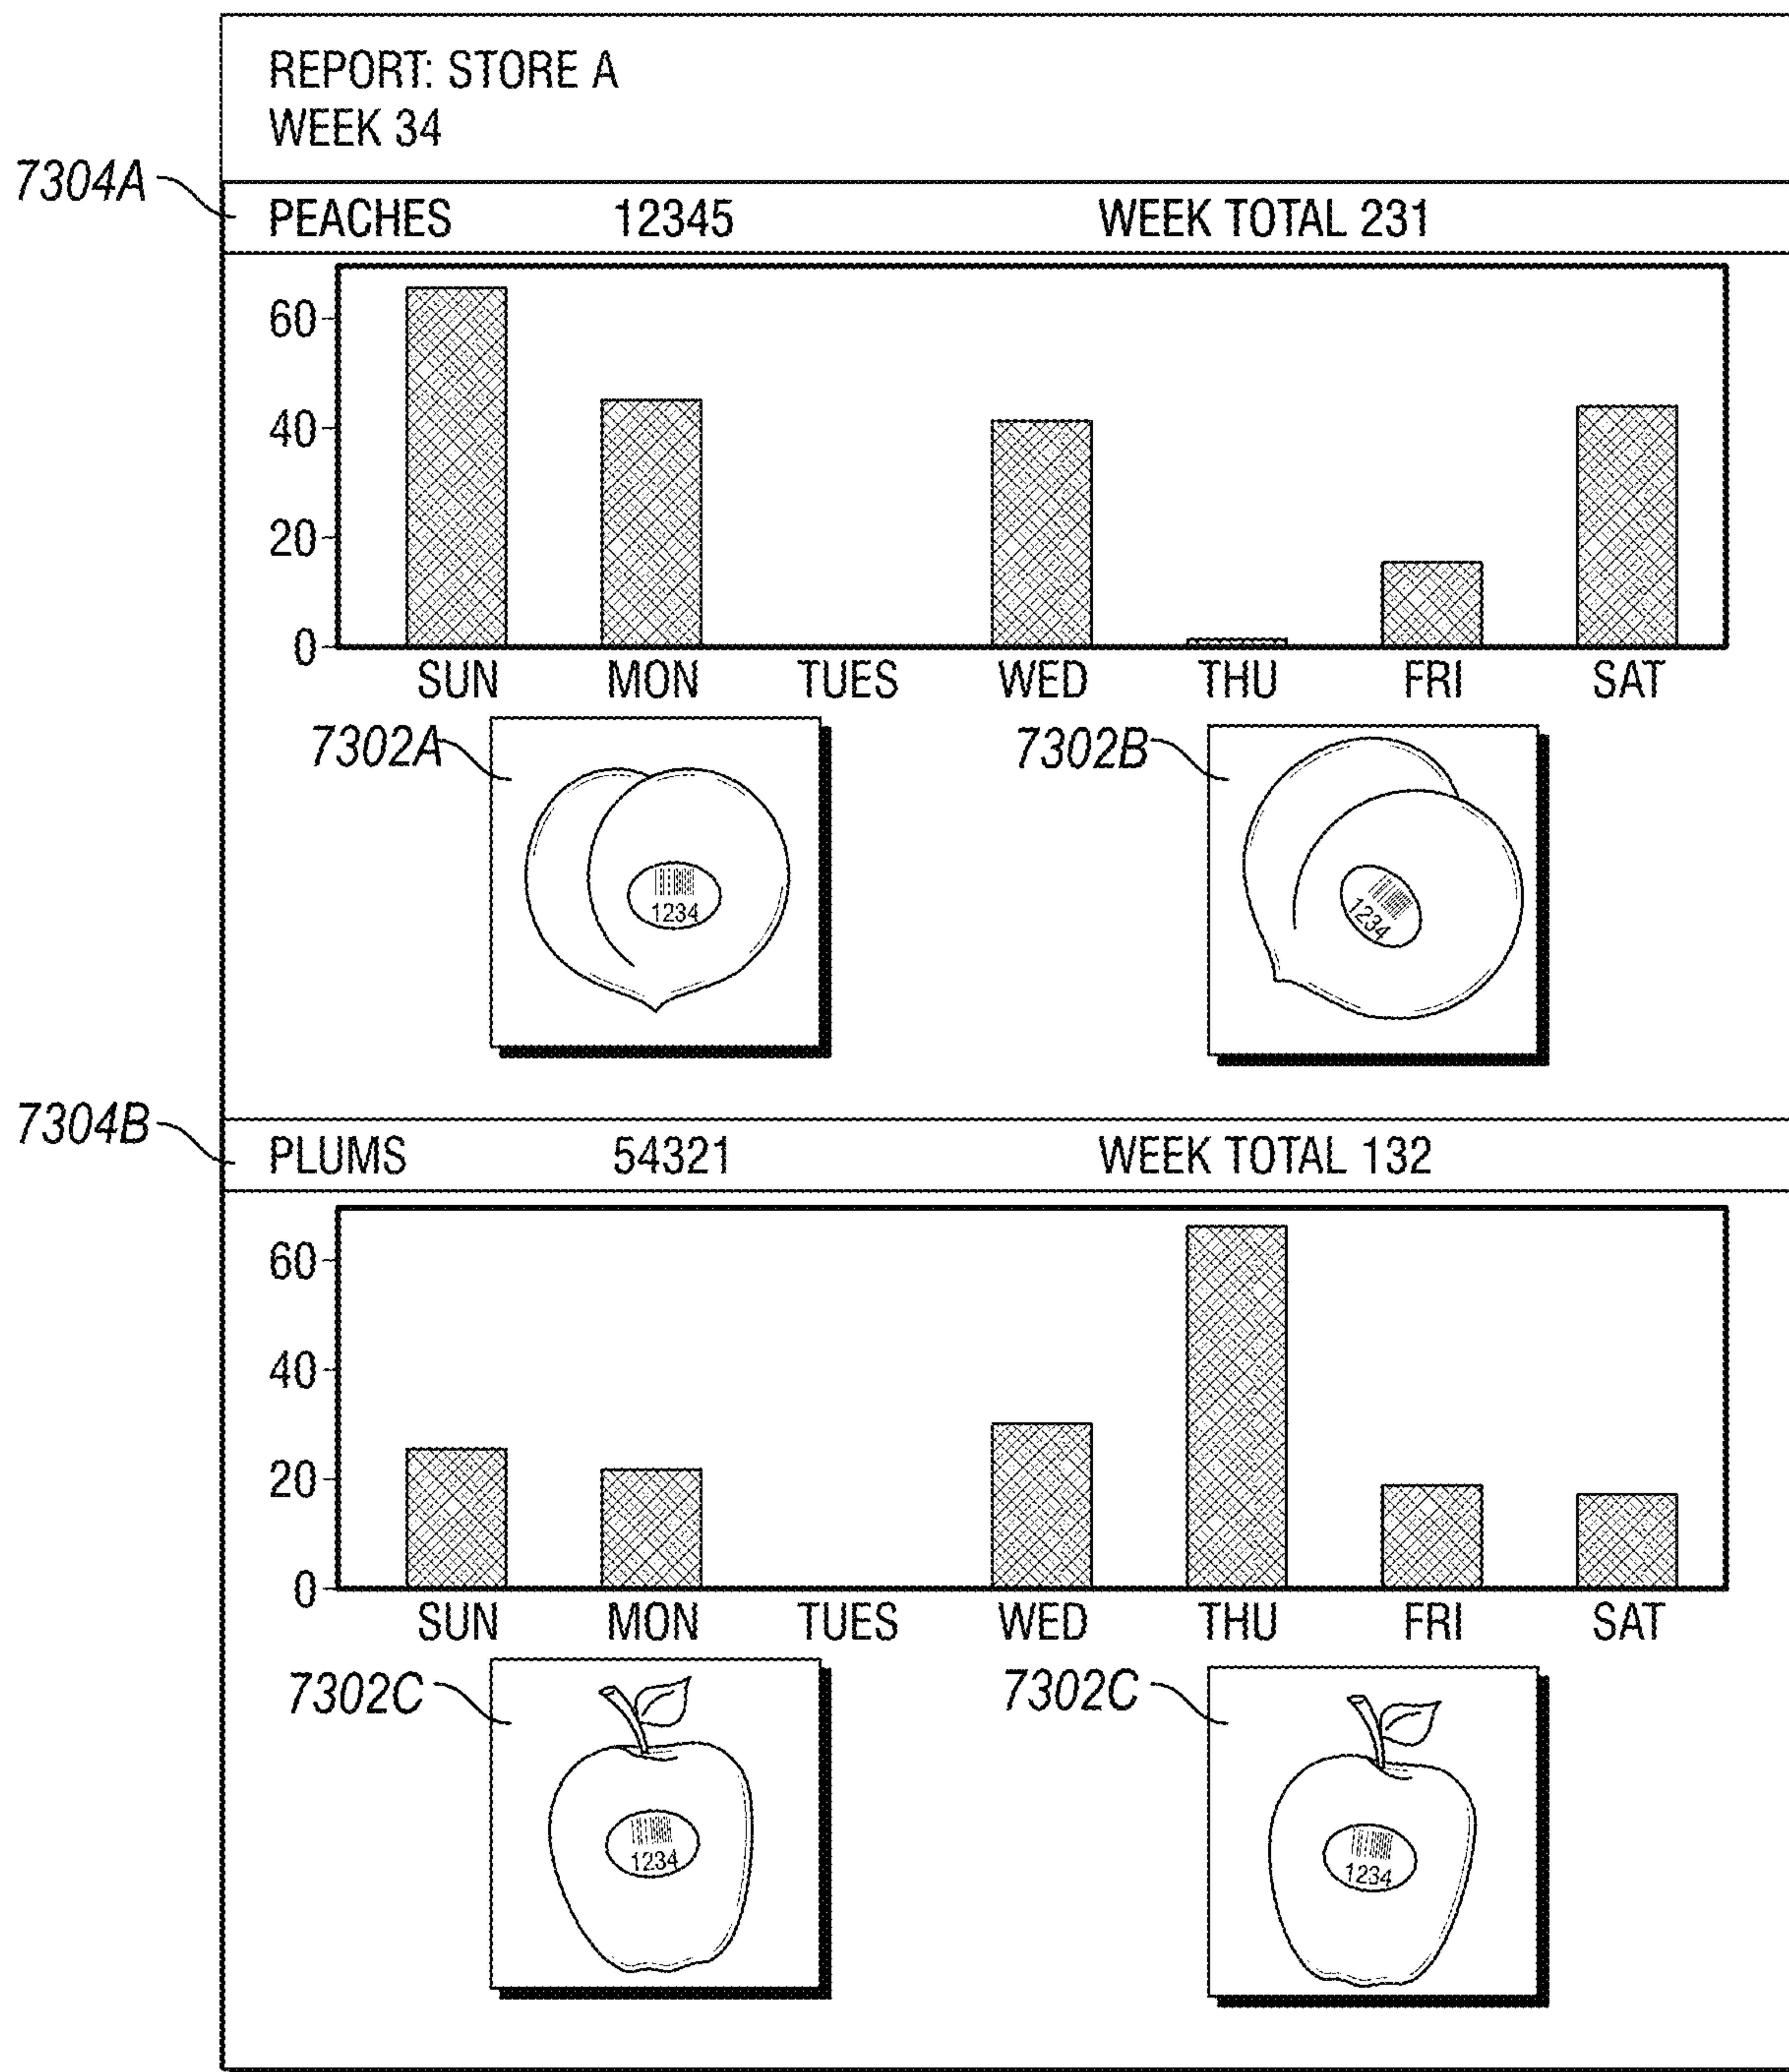 REPORT: STORE A
WEEK 34
7304A
PEACHES 12345 WEEK TOTAL 231
60
40
20
0
SUN MON TUES WED THU FRI SAT
7302A 7302B
1234 1234
7304B
PLUMS 54321 WEEK TOTAL 132
60
40
20
0
SUN MON TUES WED THU FRI SAT
7302C 7302C
1234 1234